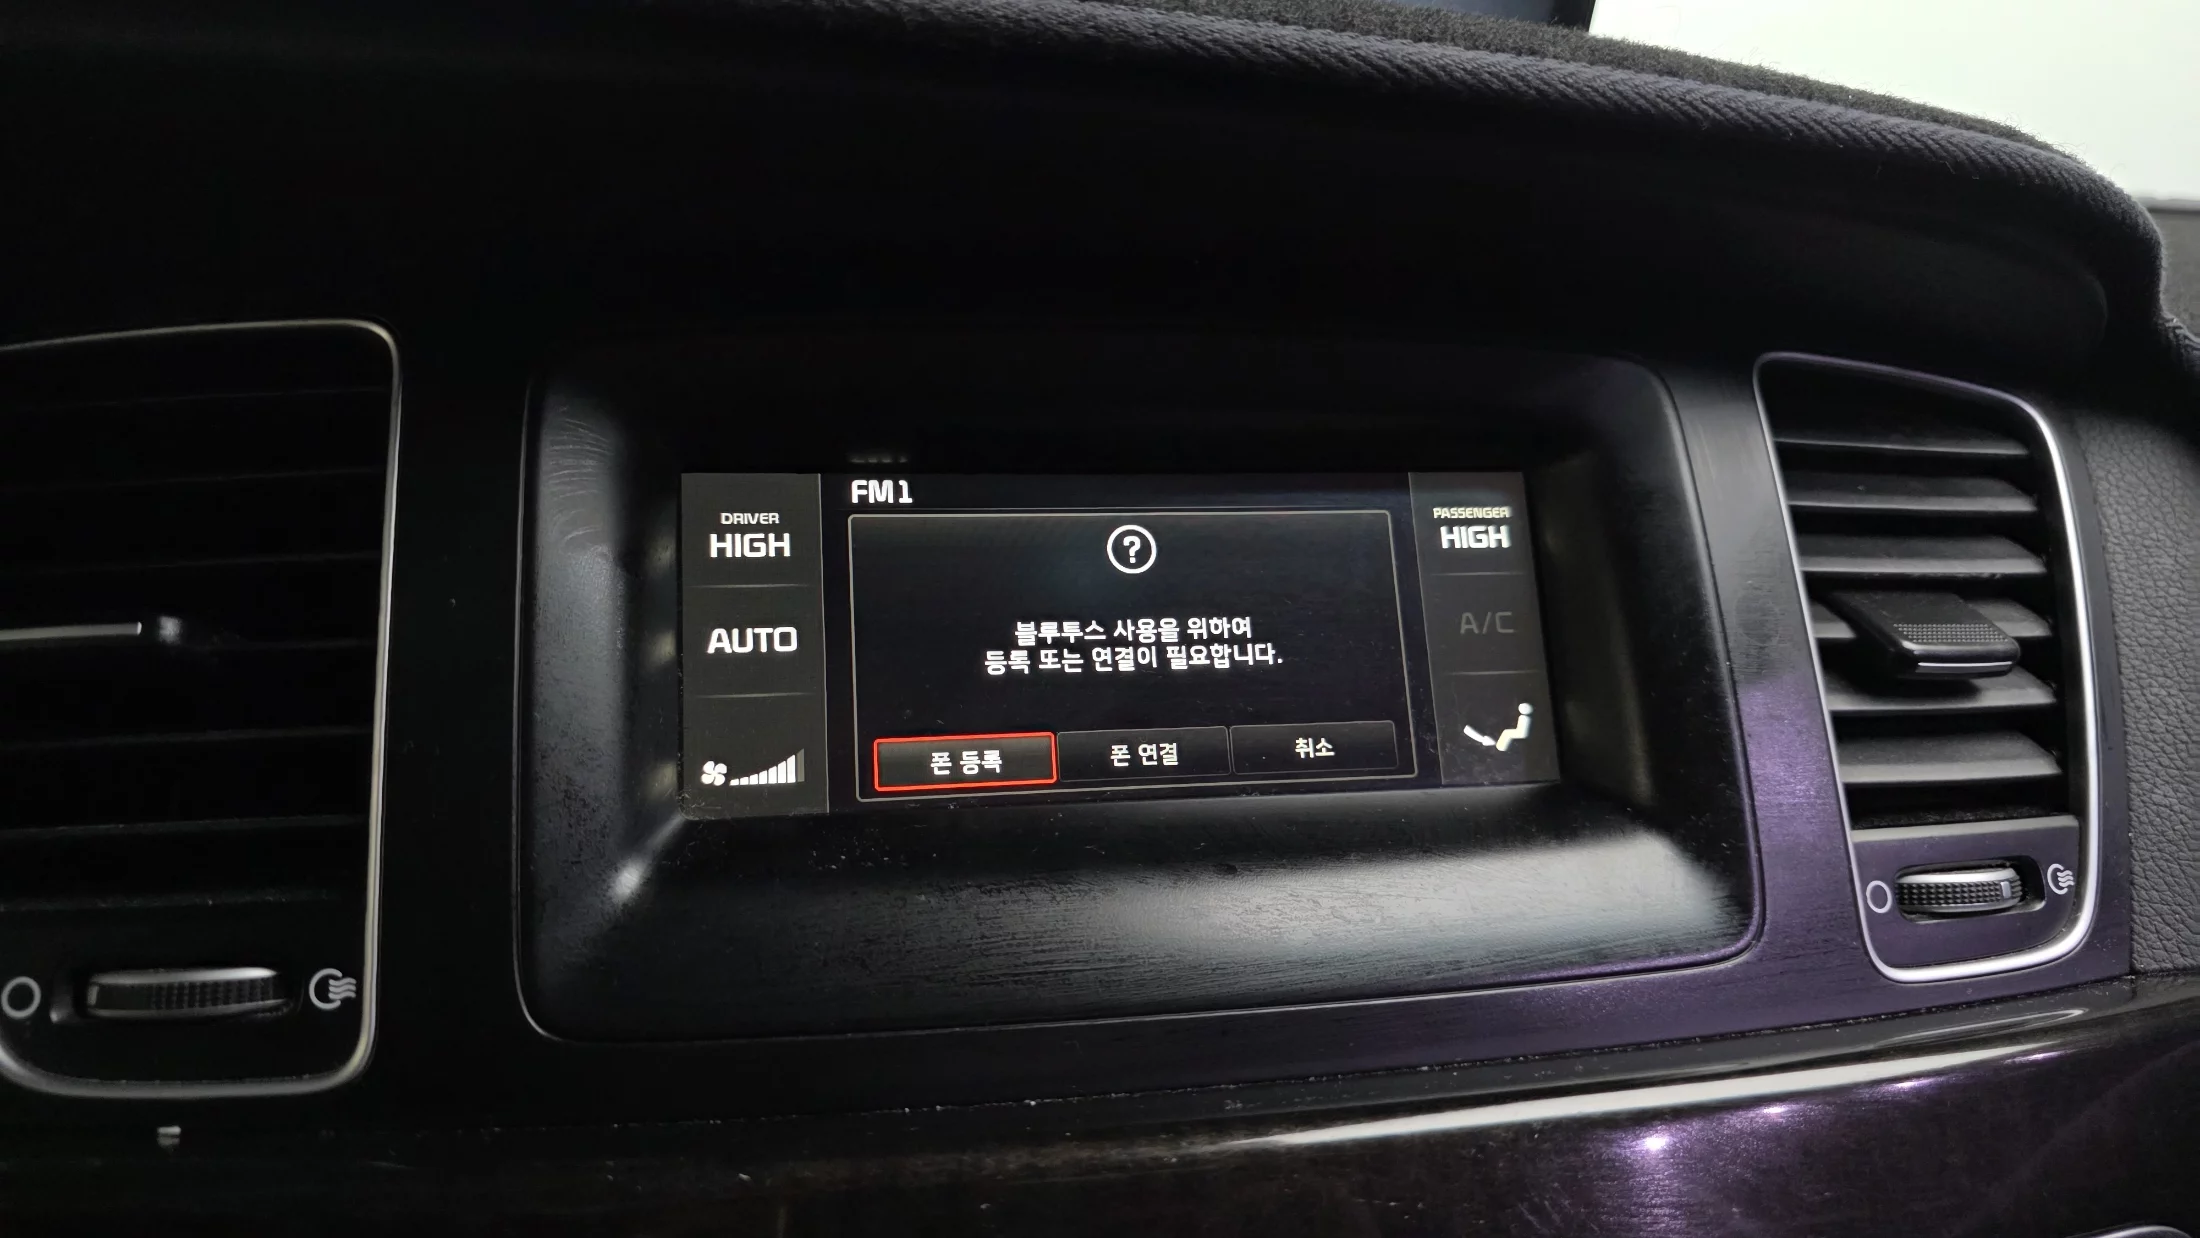 FM1
DRIVER
HIGH
AUTO
?
블루투스 사용을 위하여
등록 또는 연결이 필요합니다.
폰 등록
폰 연결
취소
PASSENGER
HIGH
A/C